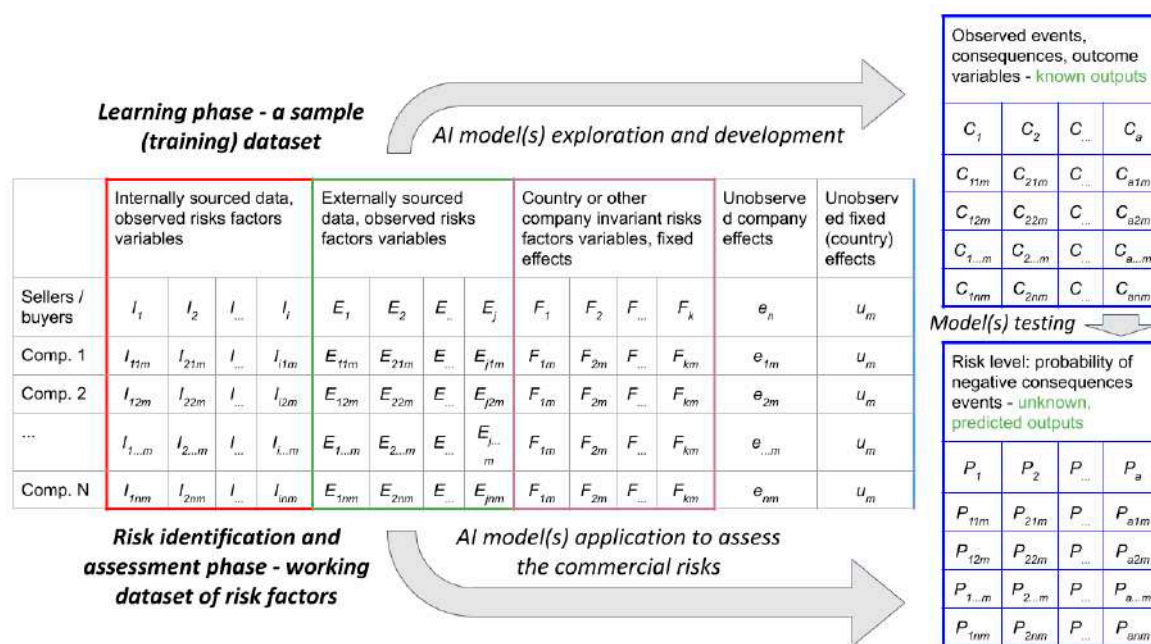 Learning phase - a sample
(training) dataset
AI model(s) exploration and development
Observed events,
consequences, outcome
variables - known outputs
C1 C2 C... Ca
C11m C21m C... Ca1m
C12m C22m C... Ca2m
C1...m C2...m C... Ca...m
C1nm C2nm C... Canm
Internally sourced data,
observed risks factors
variables
Externally sourced
data, observed risks
factors variables
Country or other
company invariant risks
factors variables, fixed
effects
Unobserve
d company
effects
Unobserv
ed fixed
(country)
effects
Sellers /
buyers
I1 I2 I... Ii E1 E2 E.. Ej F1 F2 F... Fk en um
Comp. 1 I11m I21m I... Ii1m E11m E21m E... Ej1m F1m F2m F... Fkm e1m um
Comp. 2 I12m I22m I... Ii2m E12m E22m E... Ej2m F1m F2m F... Fkm e2m um
... I1...m I2...m I... Ii...m E1...m E2...m E... Ej...
m F1m F2m F... Fkm e...m um
Comp. N I1nm I2nm I... Iinm E1nm E2nm E... Ejnm F1m F2m F... Fkm enm um
Model(s) testing
Risk level: probability of
negative consequences
events - unknown,
predicted outputs
P1 P2 P... Pa
P11m P21m P... Pa1m
P12m P22m P... Pa2m
P1...m P2...m P... Pa...m
P1nm P2nm P... Panm
Risk identification and
assessment phase - working
dataset of risk factors
AI model(s) application to assess
the commercial risks